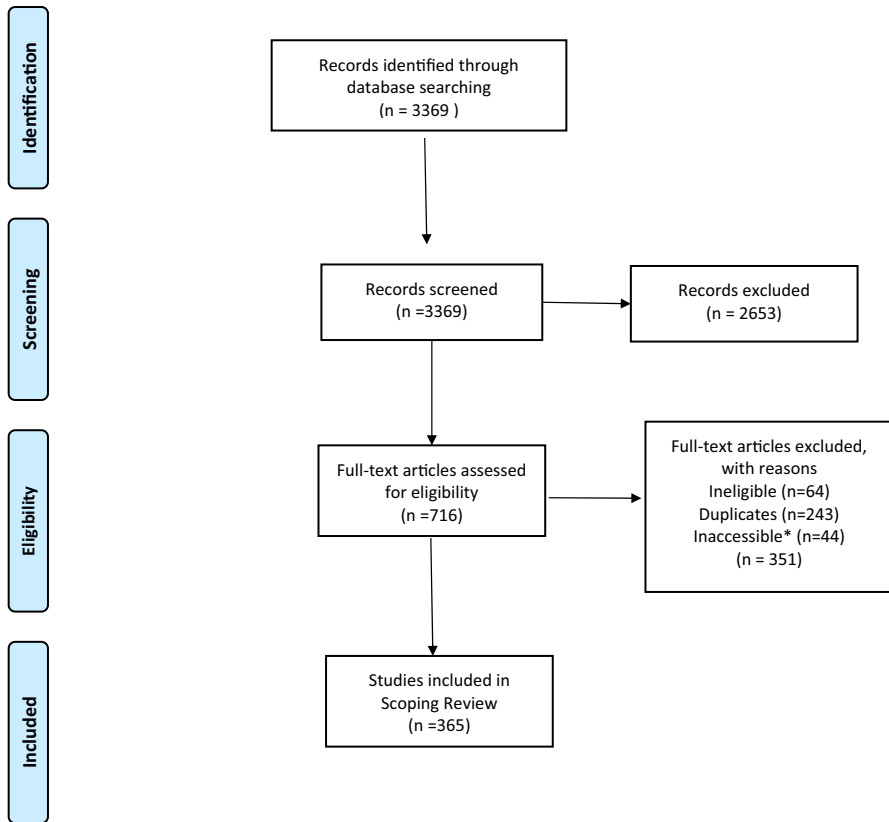 Identification
Records identified through
database searching
(n = 3369 )
Screening
Records screened
(n =3369)
Records excluded
(n = 2653)
Eligibility
Full-text articles assessed
for eligibility
(n =716)
Full-text articles excluded,
with reasons
Ineligible (n=64)
Duplicates (n=243)
Inaccessible* (n=44)
(n = 351)
Included
Studies included in
Scoping Review
(n =365)